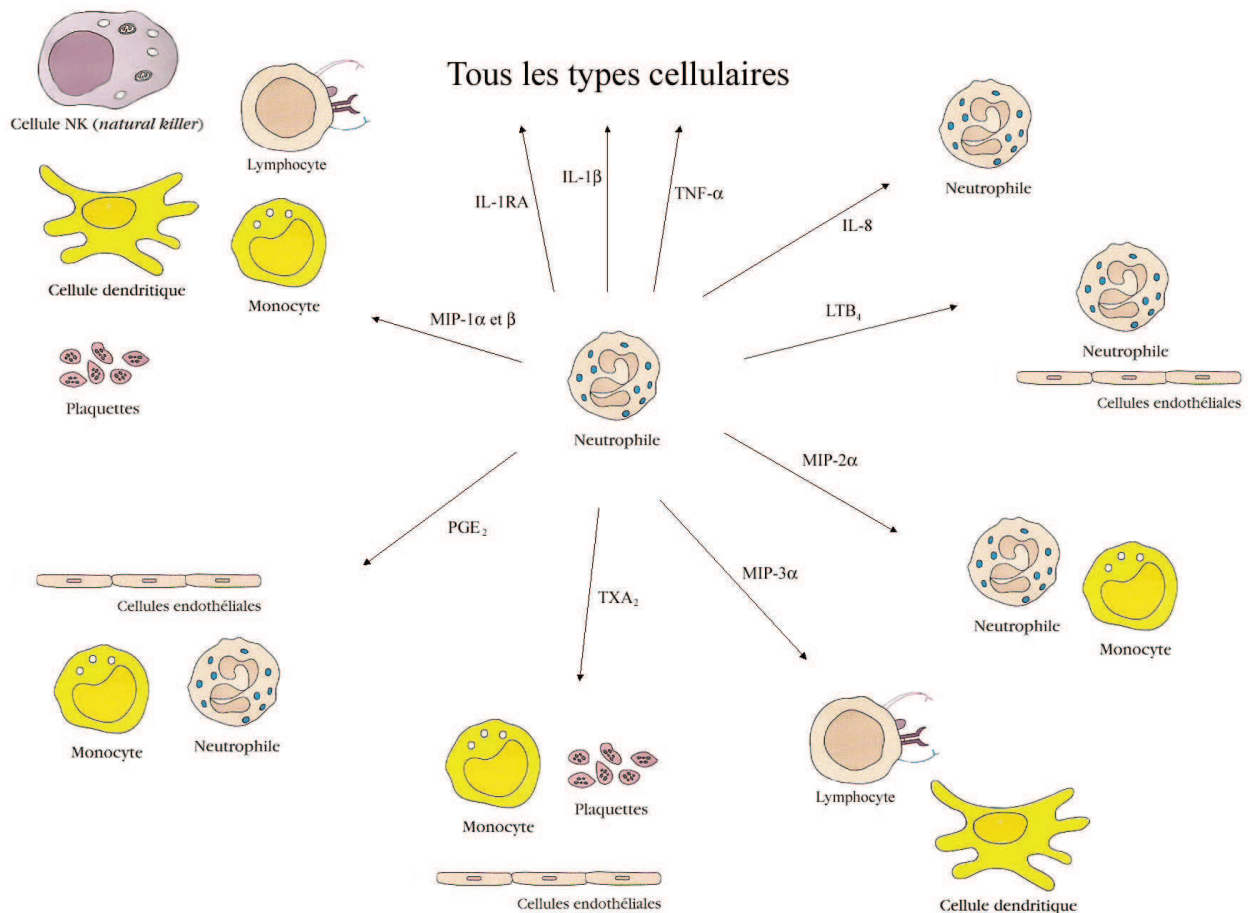 Tous les types cellulaires
Cellule NK (natural killer)
Lymphocyte
Neutrophile
IL-1RA
IL-1β
TNF-α
IL-8
Cellule dendritique
Monocyte
MIP-1α et β
LTB₄
Neutrophile
Cellules endothéliales
Plaquettes
Neutrophile
MIP-2α
PGE₂
TXA₂
MIP-3α
Cellules endothéliales
Monocyte
Neutrophile
Neutrophile
Monocyte
Monocyte
Plaquettes
Lymphocyte
Cellules endothéliales
Cellule dendritique